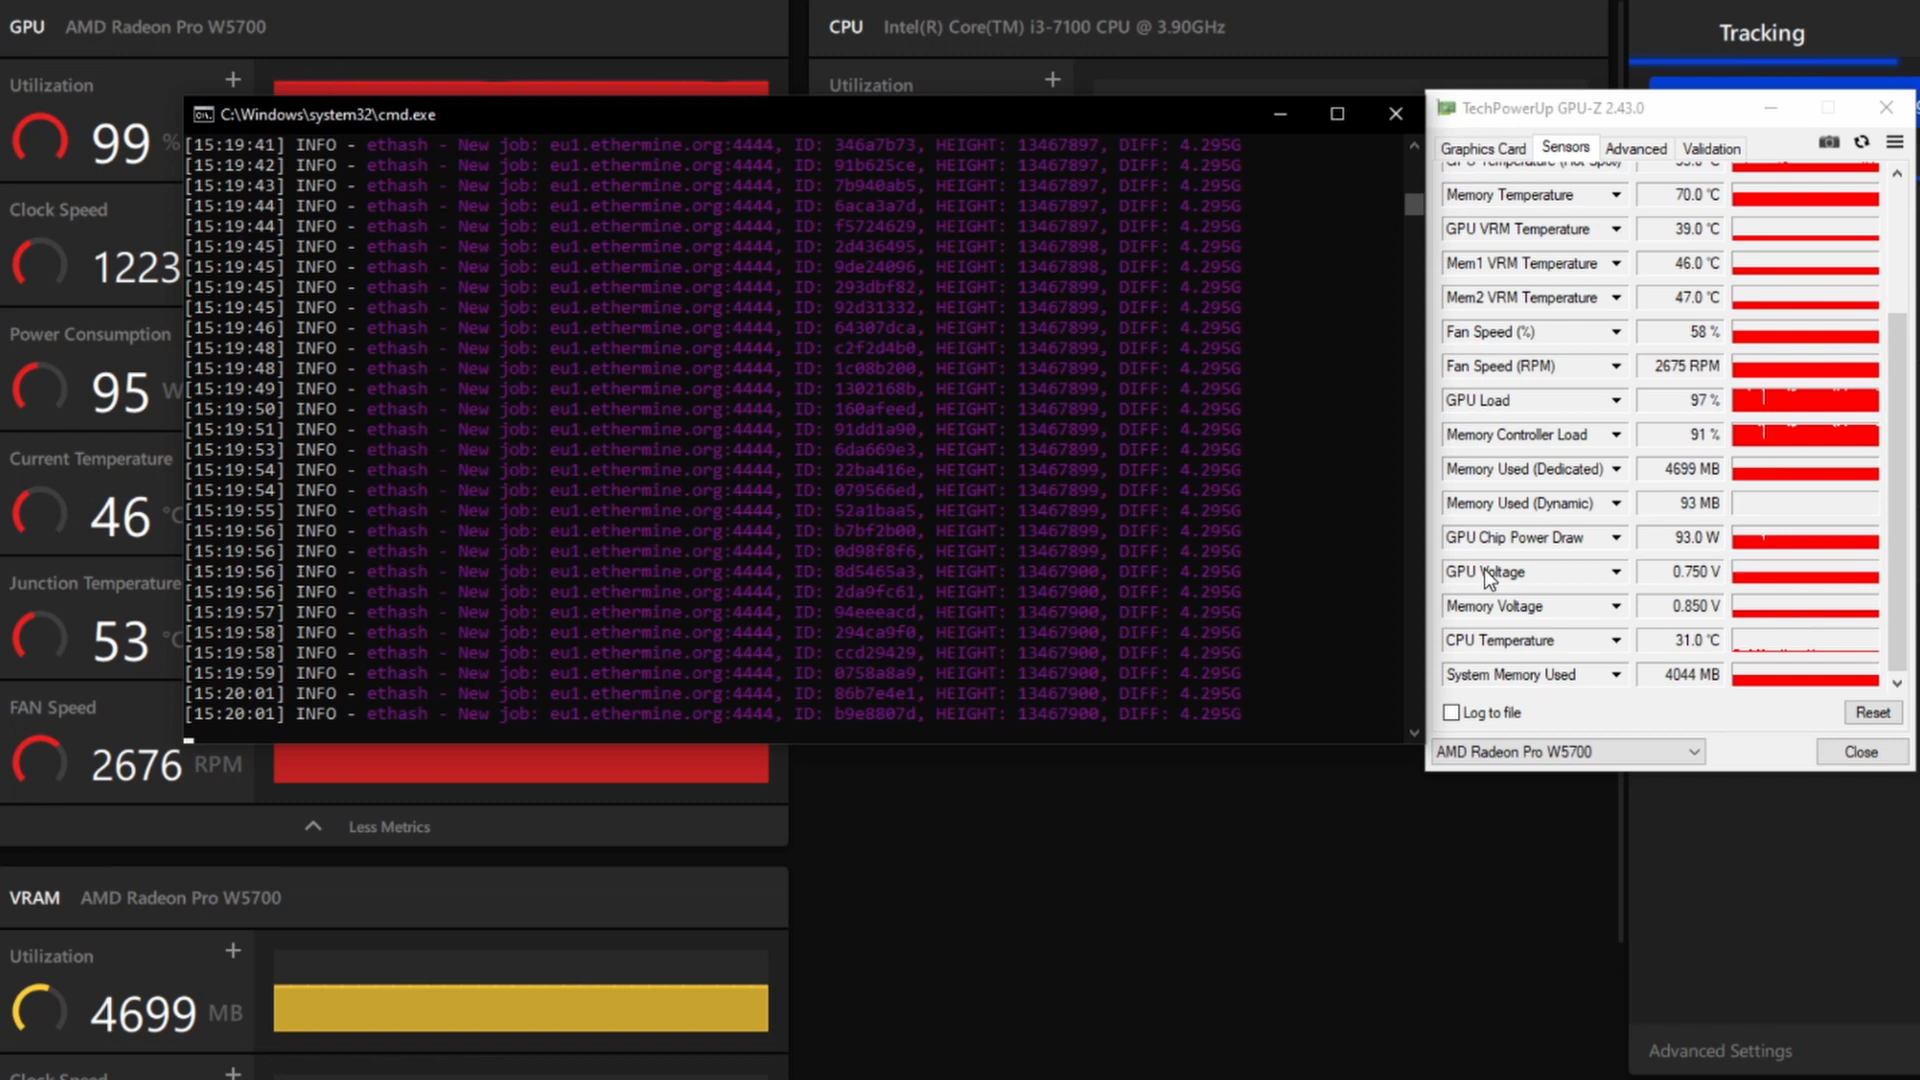 GPU AMD Radeon Pro W5700
Utilization +
99 %
Clock Speed
1223
Power Consumption
95 W
Current Temperature
46 °C
Junction Temperature
53 °C
FAN Speed
2676 RPM
Less Metrics
VRAM AMD Radeon Pro W5700
Utilization +
4699 MB
Clock Speed +
CPU Intel(R) Core(TM) i3-7100 CPU @ 3.90GHz
Utilization +
Tracking
Advanced Settings
C:\Windows\system32\cmd.exe
[15:19:41] INFO - ethash - New job: eu1.ethermine.org:4444, ID: 346a7b73, HEIGHT: 13467897, DIFF: 4.295G
[15:19:42] INFO - ethash - New job: eu1.ethermine.org:4444, ID: 91b625ce, HEIGHT: 13467897, DIFF: 4.295G
[15:19:43] INFO - ethash - New job: eu1.ethermine.org:4444, ID: 7b940ab5, HEIGHT: 13467897, DIFF: 4.295G
[15:19:44] INFO - ethash - New job: eu1.ethermine.org:4444, ID: 6aca3a7d, HEIGHT: 13467897, DIFF: 4.295G
[15:19:44] INFO - ethash - New job: eu1.ethermine.org:4444, ID: f5724629, HEIGHT: 13467897, DIFF: 4.295G
[15:19:45] INFO - ethash - New job: eu1.ethermine.org:4444, ID: 2d436495, HEIGHT: 13467898, DIFF: 4.295G
[15:19:45] INFO - ethash - New job: eu1.ethermine.org:4444, ID: 9de24096, HEIGHT: 13467898, DIFF: 4.295G
[15:19:45] INFO - ethash - New job: eu1.ethermine.org:4444, ID: 293dbf82, HEIGHT: 13467899, DIFF: 4.295G
[15:19:45] INFO - ethash - New job: eu1.ethermine.org:4444, ID: 92d31332, HEIGHT: 13467899, DIFF: 4.295G
[15:19:46] INFO - ethash - New job: eu1.ethermine.org:4444, ID: 64307dca, HEIGHT: 13467899, DIFF: 4.295G
[15:19:48] INFO - ethash - New job: eu1.ethermine.org:4444, ID: c2f2d4b0, HEIGHT: 13467899, DIFF: 4.295G
[15:19:48] INFO - ethash - New job: eu1.ethermine.org:4444, ID: 1c08b200, HEIGHT: 13467899, DIFF: 4.295G
[15:19:49] INFO - ethash - New job: eu1.ethermine.org:4444, ID: 1302168b, HEIGHT: 13467899, DIFF: 4.295G
[15:19:50] INFO - ethash - New job: eu1.ethermine.org:4444, ID: 160afeed, HEIGHT: 13467899, DIFF: 4.295G
[15:19:51] INFO - ethash - New job: eu1.ethermine.org:4444, ID: 91dd1a90, HEIGHT: 13467899, DIFF: 4.295G
[15:19:53] INFO - ethash - New job: eu1.ethermine.org:4444, ID: 6da669e3, HEIGHT: 13467899, DIFF: 4.295G
[15:19:54] INFO - ethash - New job: eu1.ethermine.org:4444, ID: 22ba416e, HEIGHT: 13467899, DIFF: 4.295G
[15:19:54] INFO - ethash - New job: eu1.ethermine.org:4444, ID: 079566ed, HEIGHT: 13467899, DIFF: 4.295G
[15:19:55] INFO - ethash - New job: eu1.ethermine.org:4444, ID: 52a1baa5, HEIGHT: 13467899, DIFF: 4.295G
[15:19:56] INFO - ethash - New job: eu1.ethermine.org:4444, ID: b7bf2b00, HEIGHT: 13467899, DIFF: 4.295G
[15:19:56] INFO - ethash - New job: eu1.ethermine.org:4444, ID: 0d98f8f6, HEIGHT: 13467899, DIFF: 4.295G
[15:19:56] INFO - ethash - New job: eu1.ethermine.org:4444, ID: 8d5465a3, HEIGHT: 13467900, DIFF: 4.295G
[15:19:56] INFO - ethash - New job: eu1.ethermine.org:4444, ID: 2da9fc61, HEIGHT: 13467900, DIFF: 4.295G
[15:19:57] INFO - ethash - New job: eu1.ethermine.org:4444, ID: 94eeeacd, HEIGHT: 13467900, DIFF: 4.295G
[15:19:58] INFO - ethash - New job: eu1.ethermine.org:4444, ID: 294ca9f0, HEIGHT: 13467900, DIFF: 4.295G
[15:19:58] INFO - ethash - New job: eu1.ethermine.org:4444, ID: ccd29429, HEIGHT: 13467900, DIFF: 4.295G
[15:19:59] INFO - ethash - New job: eu1.ethermine.org:4444, ID: 0758a8a9, HEIGHT: 13467900, DIFF: 4.295G
[15:20:01] INFO - ethash - New job: eu1.ethermine.org:4444, ID: 86b7e4e1, HEIGHT: 13467900, DIFF: 4.295G
[15:20:01] INFO - ethash - New job: eu1.ethermine.org:4444, ID: b9e8807d, HEIGHT: 13467900, DIFF: 4.295G
TechPowerUp GPU-Z 2.43.0
Graphics Card Sensors Advanced Validation
GPU Temperature (Hot Spot)
Memory Temperature 70.0 °C
GPU VRM Temperature 39.0 °C
Mem1 VRM Temperature 46.0 °C
Mem2 VRM Temperature 47.0 °C
Fan Speed (%) 58 %
Fan Speed (RPM) 2675 RPM
GPU Load 97 %
Memory Controller Load 91 %
Memory Used (Dedicated) 4699 MB
Memory Used (Dynamic) 93 MB
GPU Chip Power Draw 93.0 W
GPU Voltage 0.750 V
Memory Voltage 0.850 V
CPU Temperature 31.0 °C
System Memory Used 4044 MB
Log to file Reset
AMD Radeon Pro W5700 Close